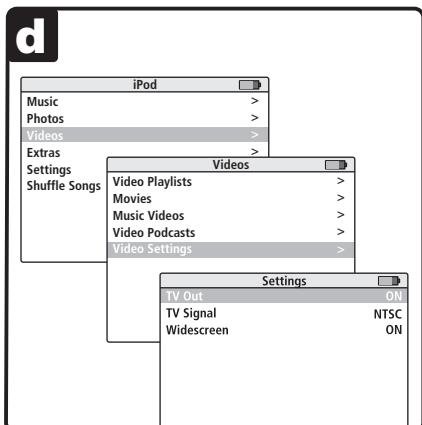 d
iPod
Music >
Photos >
Videos >
Extras >
Settings
Shuffle Songs
Videos
Video Playlists >
Movies >
Music Videos >
Video Podcasts >
Video Settings >
Settings
TV Out ON
TV Signal NTSC
Widescreen ON